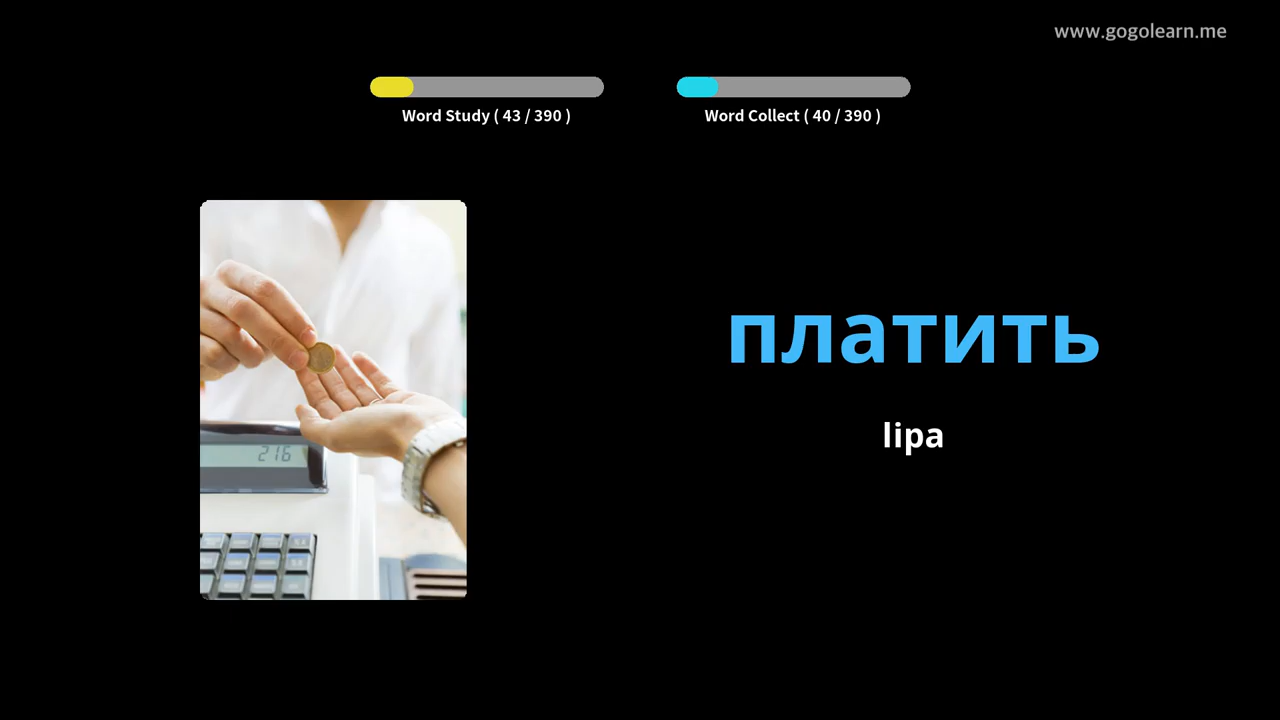 www.gogolearn.me
Word Study ( 43 / 390 )
Word Collect ( 40 / 390 )
платить
lipa
216